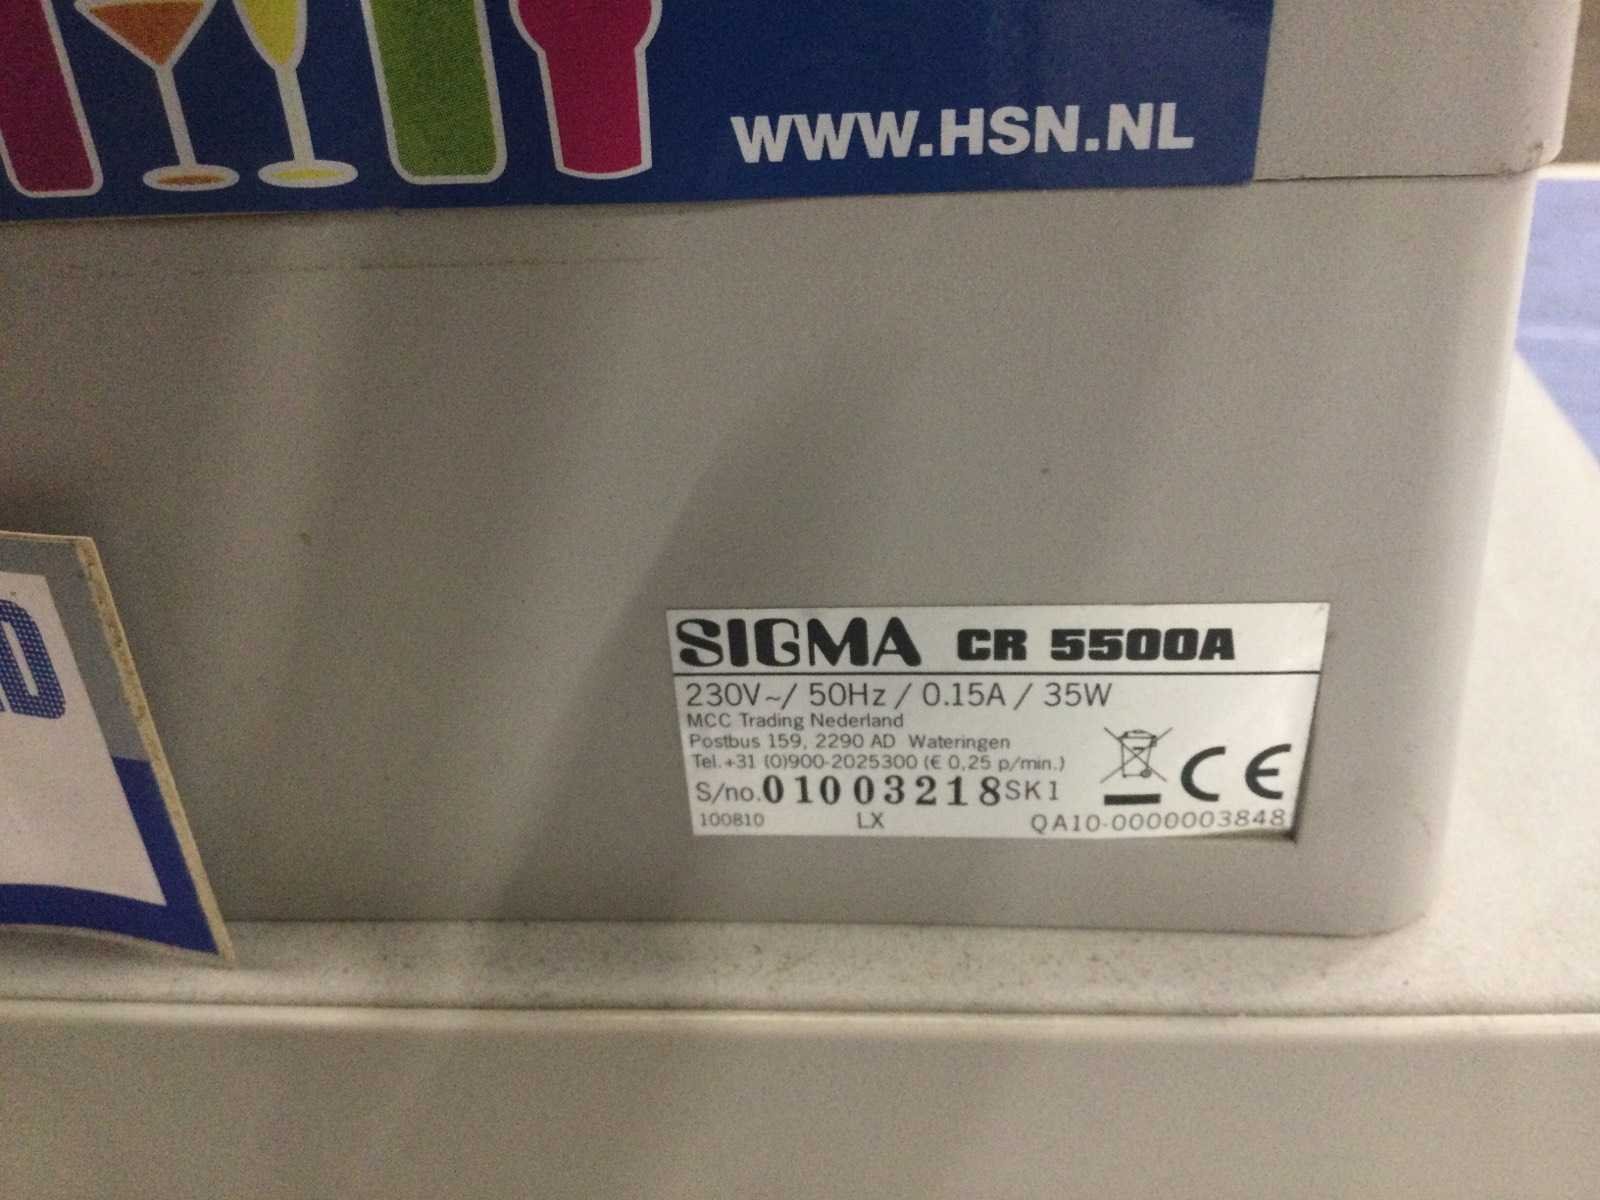 WWW.HSN.NL
D
SIGMA CR 5500A
230V~/ 50Hz / 0.15A / 35W
MCC Trading Nederland
Postbus 159, 2290 AD Wateringen
Tel.+31 (0)900-2025300 (€ 0,25 p/min.)
S/no.01003218SK1
100810 LX QA10-0000003848
CE